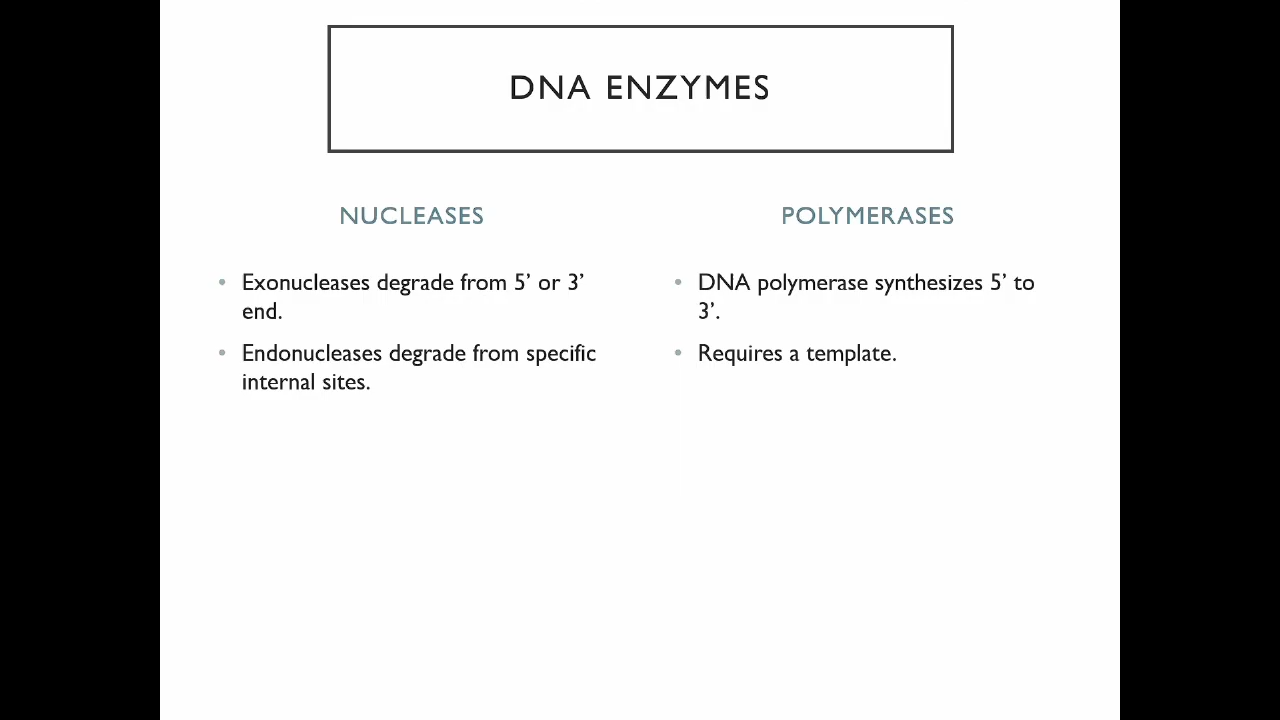 DNA ENZYMES
NUCLEASES
• Exonucleases degrade from 5’ or 3’
end.
• Endonucleases degrade from specific
internal sites.
POLYMERASES
• DNA polymerase synthesizes 5’ to
3’.
• Requires a template.